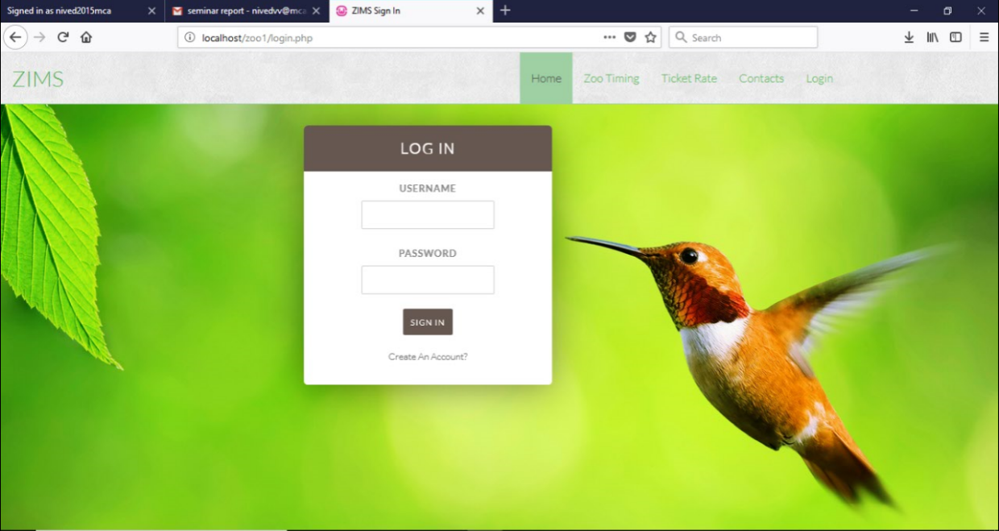 Signed in as nived2015mca
seminar report - nivedvv@mca
ZIMS Sign In
localhost/zoo1/login.php
Search
ZIMS
Home
Zoo Timing
Ticket Rate
Contacts
Login
LOG IN
USERNAME
PASSWORD
SIGN IN
Create An Account?